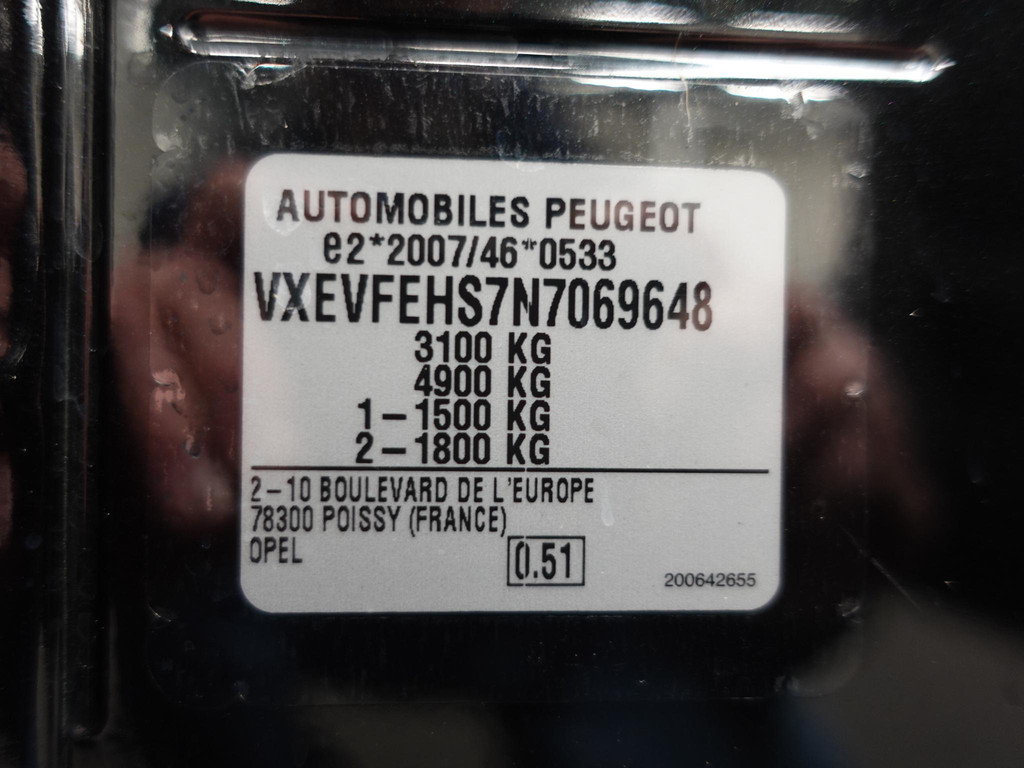 AUTOMOBILES PEUGEOT
e2*2007/46*0533
VXEVFEHS7N7069648
3100 KG
4900 KG
1-1500 KG
2-1800 KG
2-10 BOULEVARD DE L'EUROPE
78300 POISSY (FRANCE)
OPEL
0.51
200642655